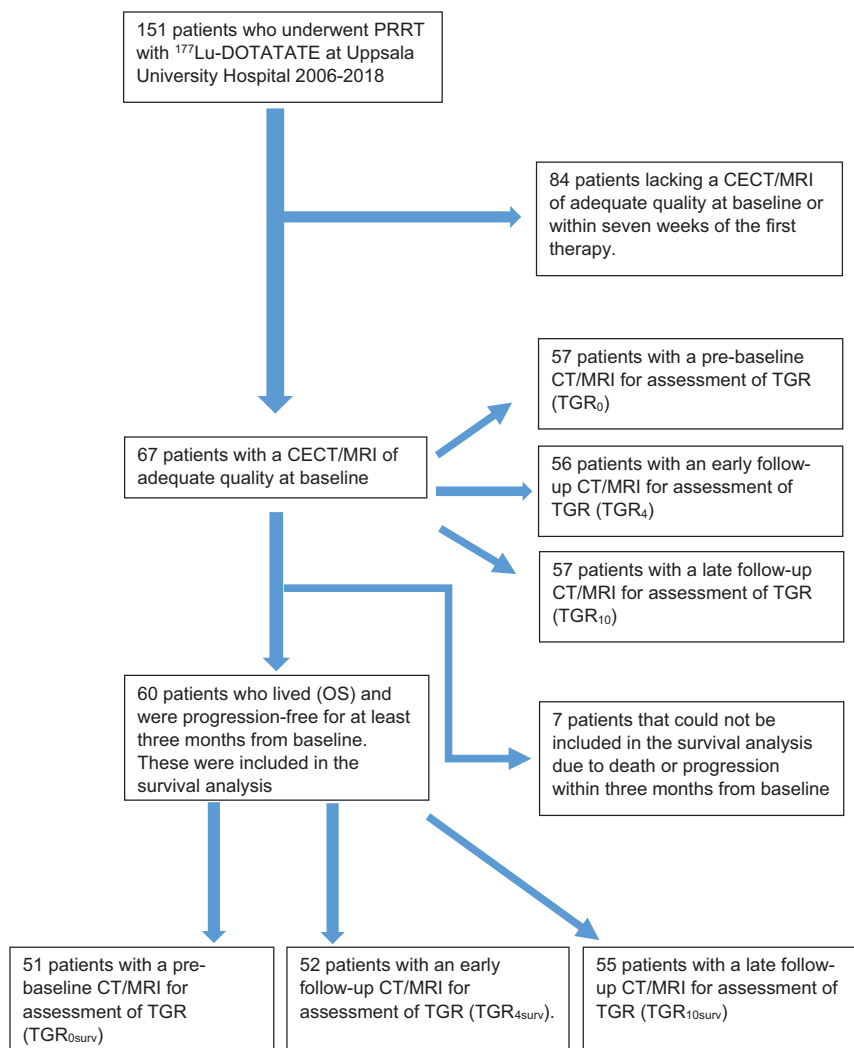 151 patients who underwent PRRT
with ¹⁷⁷Lu-DOTATATE at Uppsala
University Hospital 2006-2018
84 patients lacking a CECT/MRI
of adequate quality at baseline or
within seven weeks of the first
therapy.
57 patients with a pre-baseline
CT/MRI for assessment of TGR
(TGR₀)
67 patients with a CECT/MRI of
adequate quality at baseline
56 patients with an early follow-
up CT/MRI for assessment of
TGR (TGR₄)
57 patients with a late follow-up
CT/MRI for assessment of TGR
(TGR₁₀)
60 patients who lived (OS) and
were progression-free for at least
three months from baseline.
These were included in the
survival analysis
7 patients that could not be
included in the survival analysis
due to death or progression
within three months from baseline
51 patients with a pre-
baseline CT/MRI for
assessment of TGR
(TGR₀surv)
52 patients with an early
follow-up CT/MRI for
assessment of TGR (TGR₄surv).
55 patients with a late follow-
up CT/MRI for assessment of
TGR (TGR₁₀surv)